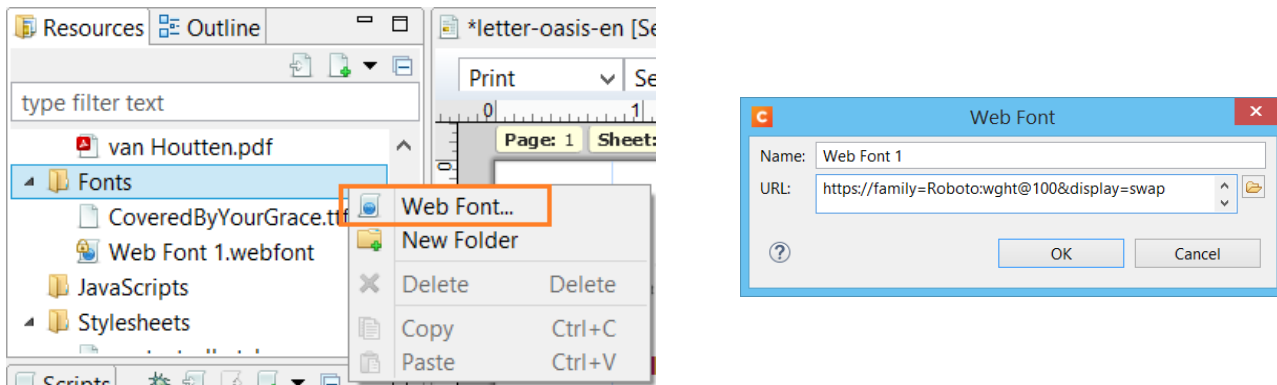 Resources Outline
*letter-oasis-en [Se
Print Se
type filter text
0 1
Page: 1 Sheet:
van Houtten.pdf
Fonts
CoveredByYourGrace.ttf
Web Font 1.webfont
JavaScripts
Stylesheets
Scripts
Web Font...
New Folder
Delete Delete
Copy Ctrl+C
Paste Ctrl+V
C Web Font x
Name: Web Font 1
URL: https://family=Roboto:wght@100&display=swap
? OK Cancel